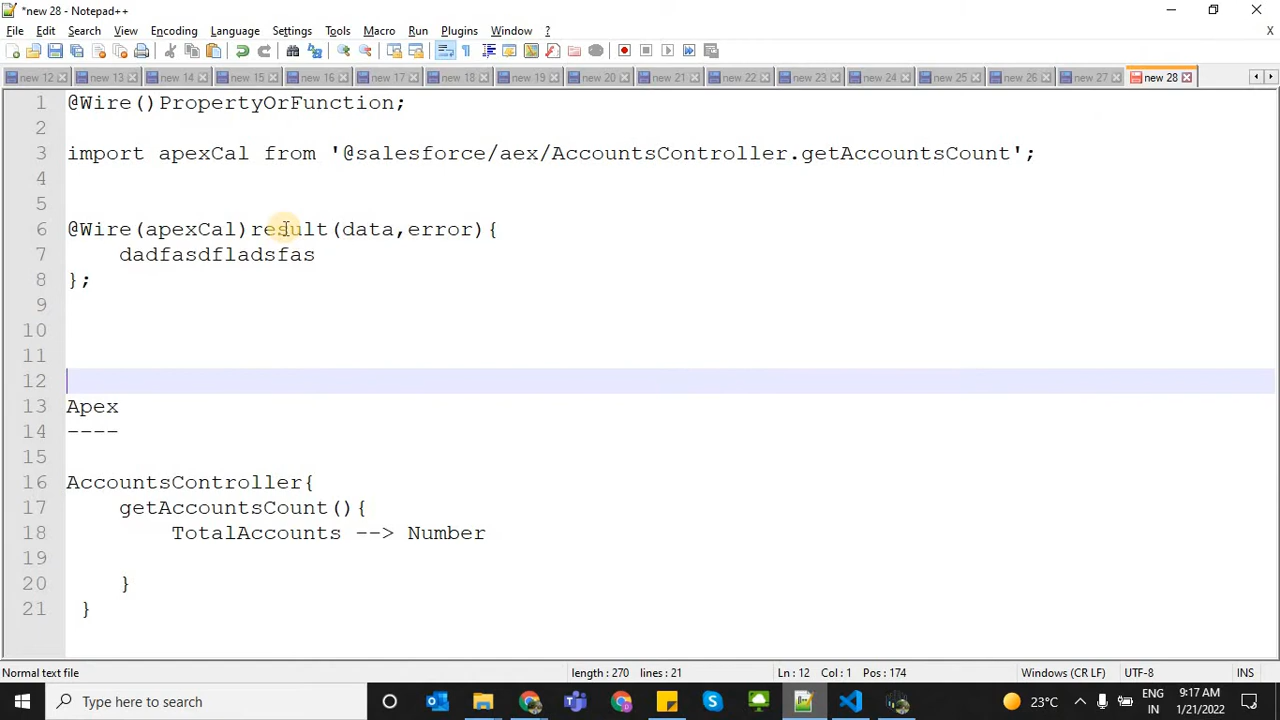 *new 28 - Notepad++
File Edit Search View Encoding Language Settings Tools Macro Run Plugins Window ?
X
new 12 new 13 new 14 new 15 new 16 new 17 new 18 new 19 new 20 new 21 new 22 new 23 new 24 new 25 new 26 new 27 new 28
1 @Wire()PropertyOrFunction;
2
3 import apexCal from '@salesforce/aex/AccountsController.getAccountsCount';
4
5
6 @Wire(apexCal)result(data,error){
7 dadfasdfladsfas
8 };
9
10
11
12
13 Apex
14 ----
15
16 AccountsController{
17 getAccountsCount(){
18 TotalAccounts --> Number
19
20 }
21 }
Normal text file length : 270 lines : 21 Ln : 12 Col : 1 Pos : 174 Windows (CR LF) UTF-8 INS
Type here to search
23°C
ENG
IN
9:17 AM
1/21/2022